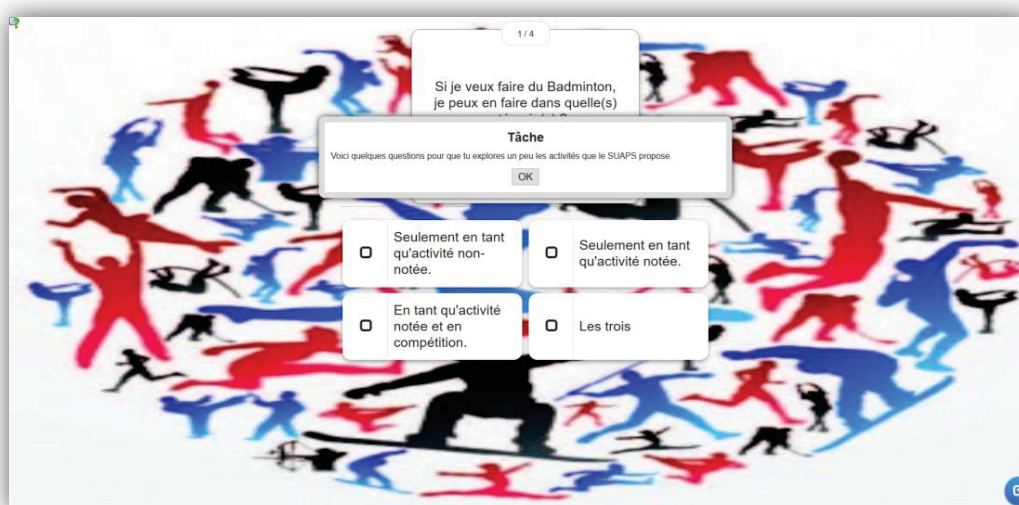 1 / 4
Si je veux faire du Badminton,
je peux en faire dans quelle(s)
Tâche
Voici quelques questions pour que tu explores un peu les activités que le SUAPS propose.
OK
Seulement en tant
qu'activité non-
notée.
Seulement en tant
qu'activité notée.
En tant qu'activité
notée et en
compétition.
Les trois